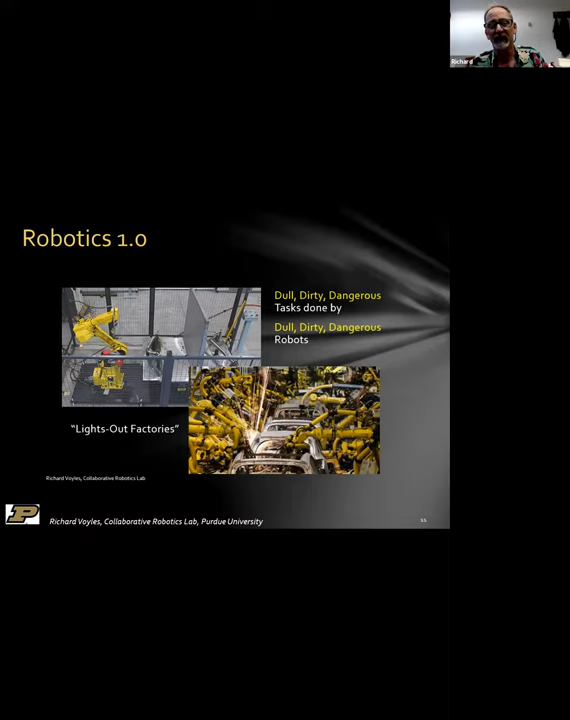 Richard
Robotics 1.0
Dull, Dirty, Dangerous
Tasks done by
Dull, Dirty, Dangerous
Robots
“Lights-Out Factories”
Richard Voyles, Collaborative Robotics Lab
P
Richard Voyles, Collaborative Robotics Lab, Purdue University